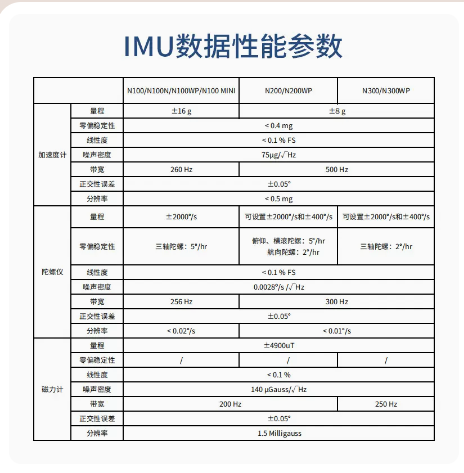 IMU数据性能参数
N100/N100N/N100WP/N100 MINI N200/N200WP N300/N300WP
加速度计
量程 ±16 g ±8 g
零偏稳定性 < 0.4 mg
线性度 < 0.1 % FS
噪声密度 75μg/√Hz
带宽 260 Hz 500 Hz
正交性误差 ±0.05°
分辨率 < 0.5 mg
陀螺仪
量程 ±2000°/s 可设置±2000°/s和±400°/s 可设置±2000°/s和±400°/s
零偏稳定性 三轴陀螺：5°/hr 俯仰、横滚陀螺：5°/hr 三轴陀螺：2°/hr
航向陀螺：2°/hr
线性度 < 0.1 % FS
噪声密度 0.0028°/s /√Hz
带宽 256 Hz 300 Hz
正交性误差 ±0.05°
分辨率 < 0.02°/s < 0.01°/s
磁力计
量程 ±4900uT
零偏稳定性 / / /
线性度 < 0.1 %
噪声密度 140 μGauss/√Hz
带宽 200 Hz 250 Hz
正交性误差 ±0.05°
分辨率 1.5 Milligauss